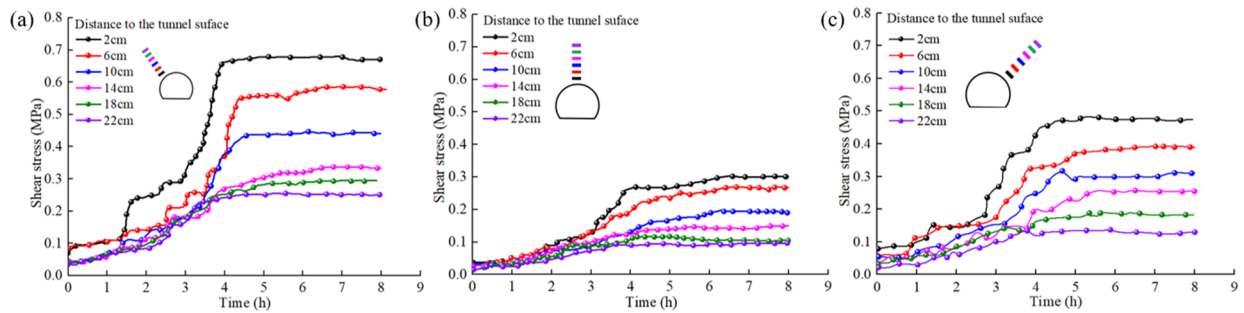 (a)
Distance to the tunnel suface
2cm
6cm
10cm
14cm
18cm
22cm
Shear stress (MPa)
0.8
0.7
0.6
0.5
0.4
0.3
0.2
0.1
0.0
0 1 2 3 4 5 6 7 8 9
Time (h)
(b)
Distance to the tunnel suface
2cm
6cm
10cm
14cm
18cm
22cm
Shear stress (MPa)
0.8
0.7
0.6
0.5
0.4
0.3
0.2
0.1
0.0
0 1 2 3 4 5 6 7 8 9
Time (h)
(c)
Distance to the tunnel suface
2cm
6cm
10cm
14cm
18cm
22cm
Shear stress (MPa)
0.8
0.7
0.6
0.5
0.4
0.3
0.2
0.1
0.0
0 1 2 3 4 5 6 7 8 9
Time (h)